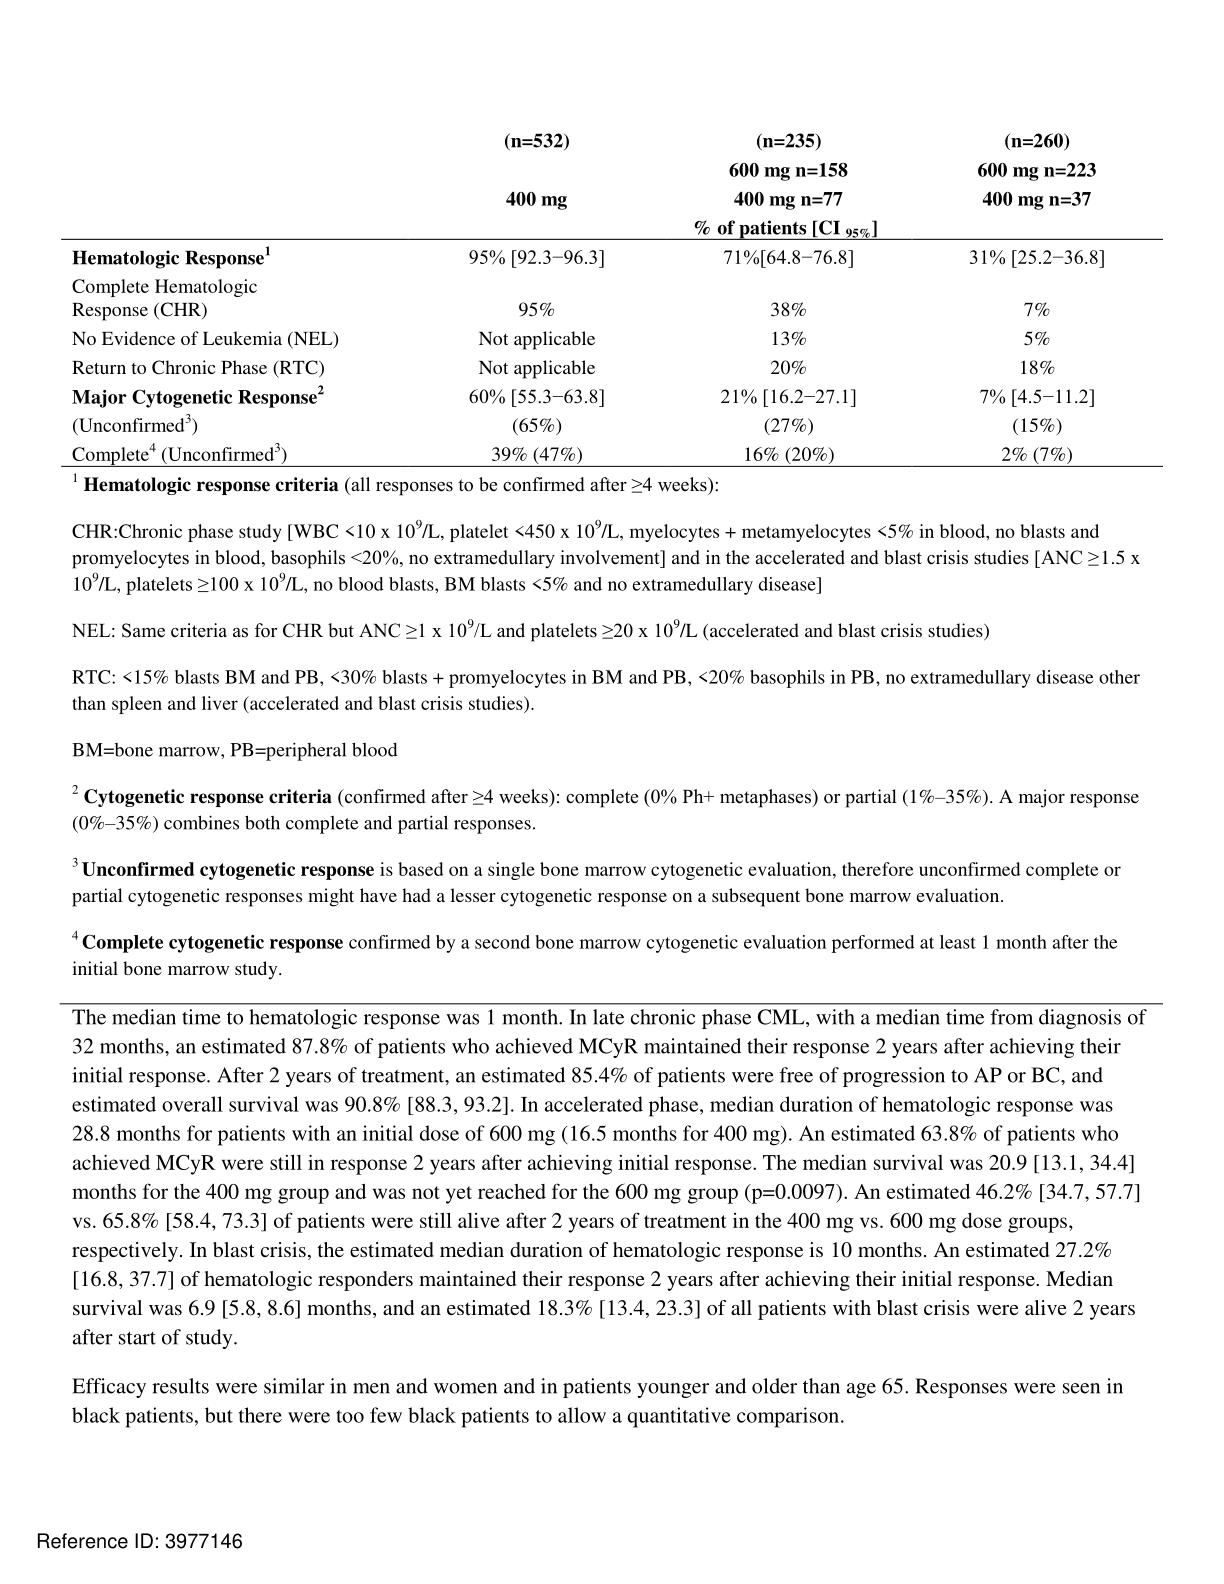 (n=532) (n=235) (n=260)
600 mg n=158 600 mg n=223
400 mg 400 mg n=77 400 mg n=37
% of patients [CI 95%]
Hematologic Response1 95% [92.3−96.3] 71%[64.8−76.8] 31% [25.2−36.8]
Complete Hematologic
Response (CHR) 95% 38% 7%
No Evidence of Leukemia (NEL) Not applicable 13% 5%
Return to Chronic Phase (RTC) Not applicable 20% 18%
Major Cytogenetic Response2 60% [55.3−63.8] 21% [16.2−27.1] 7% [4.5−11.2]
(Unconfirmed3) (65%) (27%) (15%)
Complete4 (Unconfirmed3) 39% (47%) 16% (20%) 2% (7%)
1 Hematologic response criteria (all responses to be confirmed after ≥4 weeks):
CHR:Chronic phase study [WBC <10 x 109/L, platelet <450 x 109/L, myelocytes + metamyelocytes <5% in blood, no blasts and
promyelocytes in blood, basophils <20%, no extramedullary involvement] and in the accelerated and blast crisis studies [ANC ≥1.5 x
109/L, platelets ≥100 x 109/L, no blood blasts, BM blasts <5% and no extramedullary disease]
NEL: Same criteria as for CHR but ANC ≥1 x 109/L and platelets ≥20 x 109/L (accelerated and blast crisis studies)
RTC: <15% blasts BM and PB, <30% blasts + promyelocytes in BM and PB, <20% basophils in PB, no extramedullary disease other
than spleen and liver (accelerated and blast crisis studies).
BM=bone marrow, PB=peripheral blood
2 Cytogenetic response criteria (confirmed after ≥4 weeks): complete (0% Ph+ metaphases) or partial (1%–35%). A major response
(0%–35%) combines both complete and partial responses.
3 Unconfirmed cytogenetic response is based on a single bone marrow cytogenetic evaluation, therefore unconfirmed complete or
partial cytogenetic responses might have had a lesser cytogenetic response on a subsequent bone marrow evaluation.
4 Complete cytogenetic response confirmed by a second bone marrow cytogenetic evaluation performed at least 1 month after the
initial bone marrow study.
The median time to hematologic response was 1 month. In late chronic phase CML, with a median time from diagnosis of
32 months, an estimated 87.8% of patients who achieved MCyR maintained their response 2 years after achieving their
initial response. After 2 years of treatment, an estimated 85.4% of patients were free of progression to AP or BC, and
estimated overall survival was 90.8% [88.3, 93.2]. In accelerated phase, median duration of hematologic response was
28.8 months for patients with an initial dose of 600 mg (16.5 months for 400 mg). An estimated 63.8% of patients who
achieved MCyR were still in response 2 years after achieving initial response. The median survival was 20.9 [13.1, 34.4]
months for the 400 mg group and was not yet reached for the 600 mg group (p=0.0097). An estimated 46.2% [34.7, 57.7]
vs. 65.8% [58.4, 73.3] of patients were still alive after 2 years of treatment in the 400 mg vs. 600 mg dose groups,
respectively. In blast crisis, the estimated median duration of hematologic response is 10 months. An estimated 27.2%
[16.8, 37.7] of hematologic responders maintained their response 2 years after achieving their initial response. Median
survival was 6.9 [5.8, 8.6] months, and an estimated 18.3% [13.4, 23.3] of all patients with blast crisis were alive 2 years
after start of study.
Efficacy results were similar in men and women and in patients younger and older than age 65. Responses were seen in
black patients, but there were too few black patients to allow a quantitative comparison.
Reference ID: 3977146